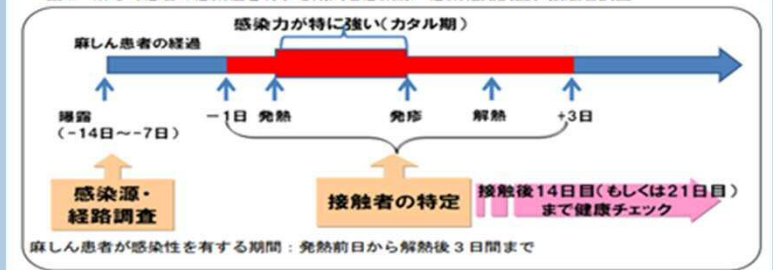 感染力が特に強い(カタル期)
麻しん患者の経過
曝露
(-14日～-7日)
－1日
発熱
発疹
解熱
+3日
感染源・
経路調査
接触者の特定
接触後14日目(もしくは21日目)
まで健康チェック
麻しん患者が感染性を有する期間：発熱前日から解熱後３日間まで